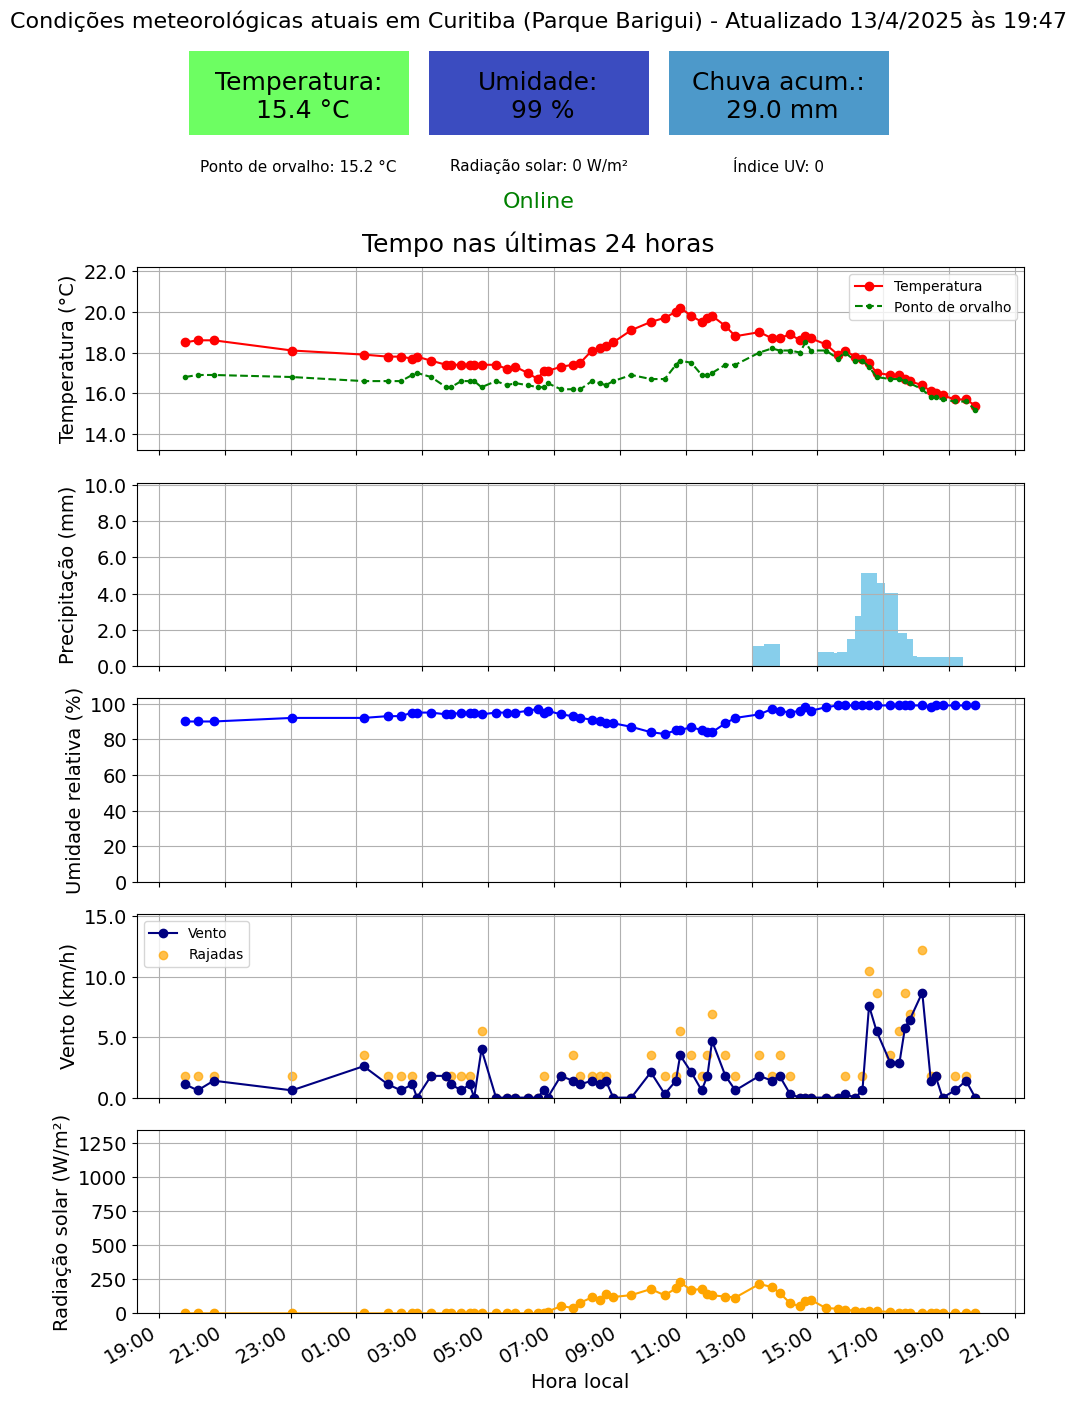 Condições meteorológicas atuais em Curitiba (Parque Barigui) - Atualizado 13/4/2025 às 19:47
Temperatura:
15.4 °C
Umidade:
99 %
Chuva acum.:
29.0 mm
Ponto de orvalho: 15.2 °C
Radiação solar: 0 W/m²
Índice UV: 0
Online
Tempo nas últimas 24 horas
Temperatura (°C)
22.0
20.0
18.0
16.0
14.0
Temperatura
Ponto de orvalho
Precipitação (mm)
10.0
8.0
6.0
4.0
2.0
0.0
Umidade relativa (%)
100
80
60
40
20
0
Vento (km/h)
15.0
10.0
5.0
0.0
Vento
Rajadas
Radiação solar (W/m²)
1250
1000
750
500
250
0
19:00 21:00 23:00 01:00 03:00 05:00 07:00 09:00 11:00 13:00 15:00 17:00 19:00 21:00
Hora local